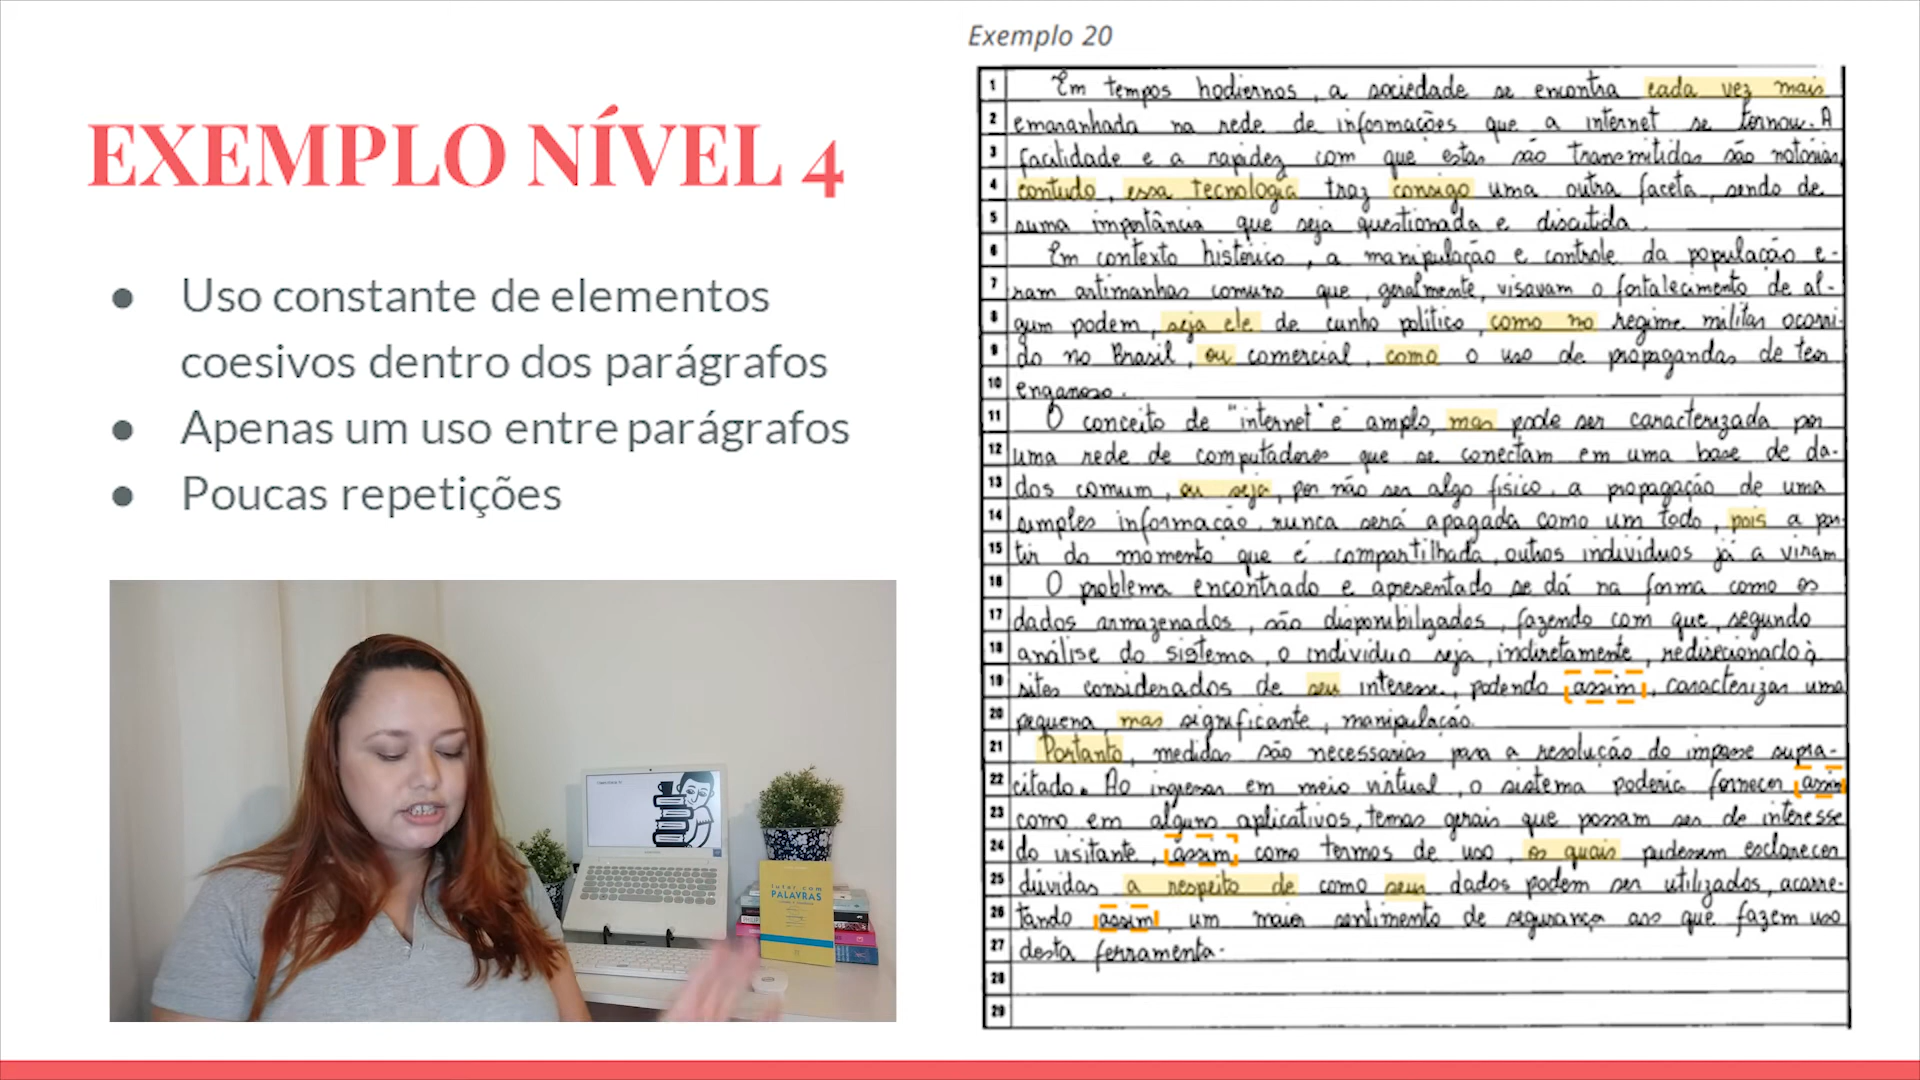 EXEMPLO NÍVEL 4
Uso constante de elementos
coesivos dentro dos parágrafos
Apenas um uso entre parágrafos
Poucas repetições
lutar com
PALAVRAS
Exemplo 20
1 Em tempos hodiernos, a sociedade se encontra cada vez mais
2 emaranhada na rede de informações que a internet se tornou. A
3 facilidade e a rapidez com que estas são transmitidas são notórias,
4 contudo, essa tecnologia traz consigo uma outra faceta, sendo de
5 suma importância que seja questionada e discutida.
6 Em contexto histórico, a manipulação e controle da população e-
7 ram artimanhas comuns que, geralmente, visavam o fortalecimento de al-
8 gum podem, seja ele de cunho político, como no regime militar ocorri-
9 do no Brasil, ou comercial, como o uso de propagandas de teor
10 enganoso.
11 O conceito de "internet" é amplo, mas pode ser caracterizada por
12 uma rede de computadores que se conectam em uma base de da-
13 dos comum, ou seja, por não ser algo físico, a propagação de uma
14 simples informação, nunca será apagada como um todo, pois a par-
15 tir do momento que é compartilhada, outros indivíduos já a viram
16 O problema encontrado e apresentado se dá na forma como os
17 dados armazenados, são disponibilizados, fazendo com que, segundo
18 análise do sistema, o indivíduo seja, indiretamente, redirecionado à
19 sites considerados de seu interesse, podendo assim, caracterizar uma
20 pequena, mas significante, manipulação.
21 Portanto, medidas são necessárias para a resolução do impasse supra-
22 citado. Ao ingressar em meio virtual, o sistema poderia fornecer assim
23 como em alguns aplicativos, temas gerais que possam ser de interesse
24 do visitante, assim como termos de uso, os quais pudessem esclarecer
25 dúvidas a respeito de como seus dados podem ser utilizados, acarre-
26 tando assim, um maior sentimento de segurança aos que fazem uso
27 desta ferramenta.
28
29